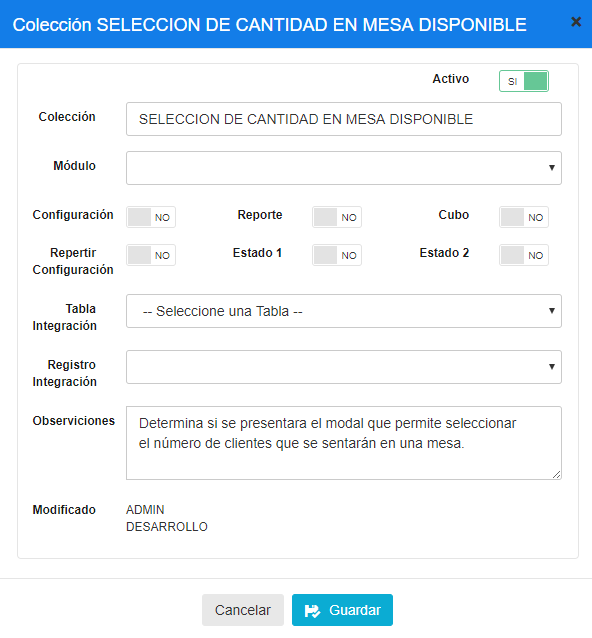 Colección SELECCION DE CANTIDAD EN MESA DISPONIBLE
Activo SI
Colección SELECCION DE CANTIDAD EN MESA DISPONIBLE
Módulo
Configuración NO Reporte NO Cubo NO
Repertir
Configuración NO Estado 1 NO Estado 2 NO
Tabla
Integración -- Seleccione una Tabla --
Registro
Integración
Observiciones Determina si se presentara el modal que permite seleccionar
el número de clientes que se sentarán en una mesa.
Modificado ADMIN
DESARROLLO
Cancelar Guardar